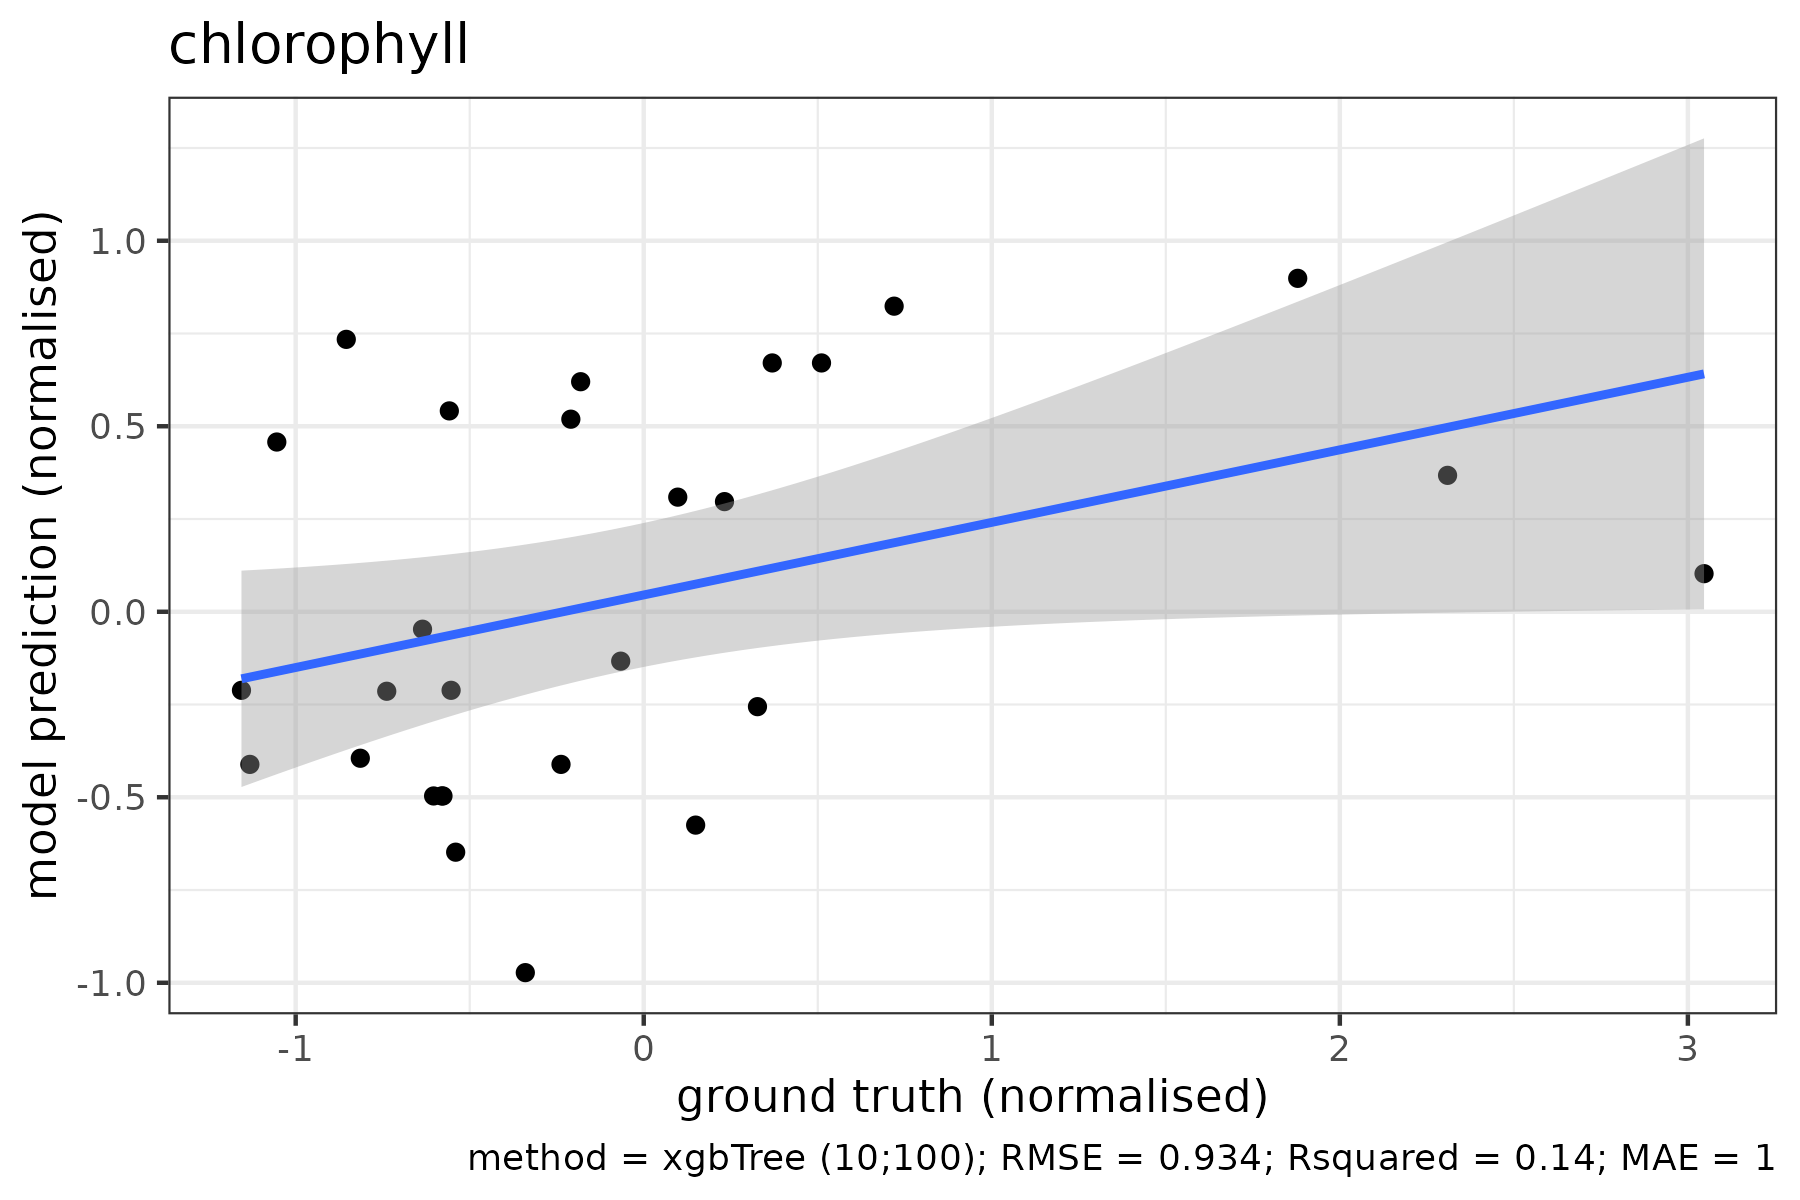 chlorophyll
model prediction (normalised)
1.0
0.5
0.0
-0.5
-1.0
-1 0 1 2 3
ground truth (normalised)
method = xgbTree (10;100); RMSE = 0.934; Rsquared = 0.14; MAE = 1